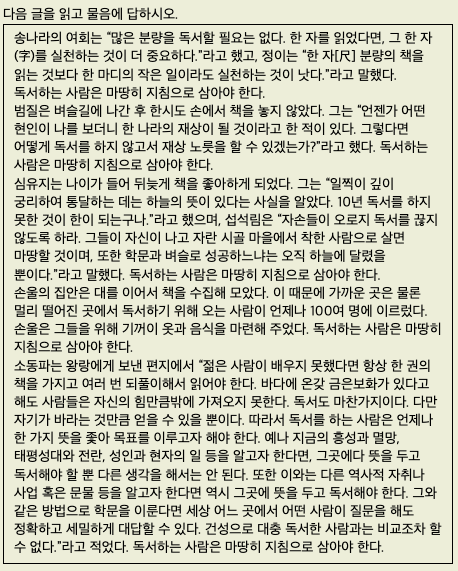 다음 글을 읽고 물음에 답하시오.
송나라의 여희는 “많은 분량을 독서할 필요는 없다. 한 자를 읽었다면, 그 한 자
(字)를 실천하는 것이 더 중요하다.”라고 했고, 정이는 “한 자[尺] 분량의 책을
읽는 것보다 한 마디의 작은 일이라도 실천하는 것이 낫다.”라고 말했다.
독서하는 사람은 마땅히 지침으로 삼아야 한다.
범질은 벼슬길에 나간 후 한시도 손에서 책을 놓지 않았다. 그는 “언젠가 어떤
현인이 나를 보더니 한 나라의 재상이 될 것이라고 한 적이 있다. 그렇다면
어떻게 독서를 하지 않고서 재상 노릇을 할 수 있겠는가?”라고 했다. 독서하는
사람은 마땅히 지침으로 삼아야 한다.
심유지는 나이가 들어 뒤늦게 책을 좋아하게 되었다. 그는 “일찍이 깊이
궁리하여 통달하는 데는 하늘의 뜻이 있다는 사실을 알았다. 10년 독서를 하지
못한 것이 한이 되는구나.”라고 했으며, 섭석림은 “자손들이 오로지 독서를 끊지
않도록 하라. 그들이 자신이 나고 자란 시골 마을에서 착한 사람으로 살면
마땅할 것이며, 또한 학문과 벼슬로 성공하느냐는 오직 하늘에 달렸을
뿐이다.”라고 말했다. 독서하는 사람은 마땅히 지침으로 삼아야 한다.
손울의 집안은 대를 이어서 책을 수집해 모았다. 이 때문에 가까운 곳은 물론
멀리 떨어진 곳에서 독서하기 위해 오는 사람이 언제나 100여 명에 이르렀다.
손울은 그들을 위해 기꺼이 옷과 음식을 마련해 주었다. 독서하는 사람은 마땅히
지침으로 삼아야 한다.
소동파는 왕랑에게 보낸 편지에서 “젊은 사람이 배우지 못했다면 항상 한 권의
책을 가지고 여러 번 되풀이해서 읽어야 한다. 바다에 온갖 금은보화가 있다고
해도 사람들은 자신의 힘만큼밖에 가져오지 못한다. 독서도 마찬가지이다. 다만
자기가 바라는 것만큼 얻을 수 있을 뿐이다. 따라서 독서를 하는 사람은 언제나
한 가지 뜻을 좇아 목표를 이루고자 해야 한다. 예나 지금의 흥성과 멸망,
태평성대와 전란, 성인과 현자의 일 등을 알고자 한다면, 그곳에다 뜻을 두고
독서해야 할 뿐 다른 생각을 해서는 안 된다. 또한 이와는 다른 역사적 자취나
사업 혹은 문물 등을 알고자 한다면 역시 그곳에 뜻을 두고 독서해야 한다. 그와
같은 방법으로 학문을 이룬다면 세상 어느 곳에서 어떤 사람이 질문을 해도
정확하고 세밀하게 대답할 수 있다. 건성으로 대충 독서한 사람과는 비교조차 할
수 없다.”라고 적었다. 독서하는 사람은 마땅히 지침으로 삼아야 한다.